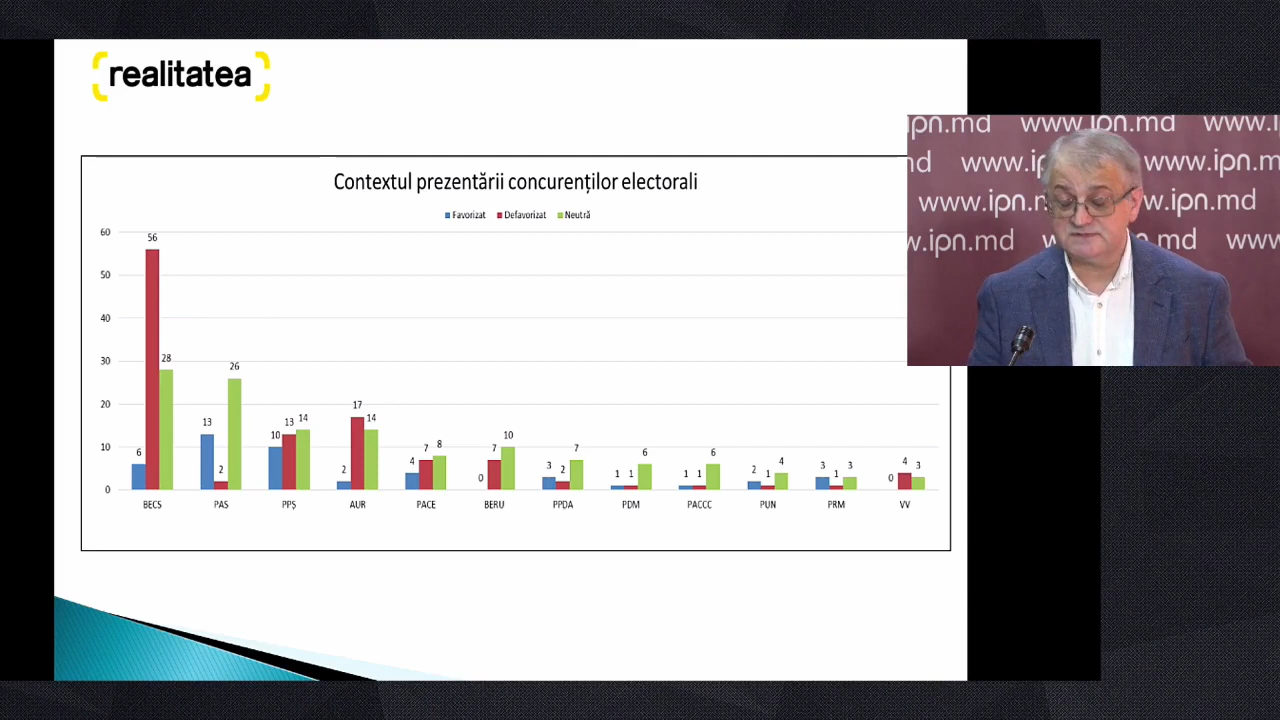 realitatea
Contextul prezentării concurenților electorali
Favorizat Defavorizat Neutră
60
50
40
30
20
10
0
6 56 28
13 2 26
10 13 14
2 17 14
4 7 8
0 7 10
3 2 7
1 1 6
1 1 6
2 1 4
3 1 3
0 4 3
BECS PAS PPȘ AUR PACE BERU PPDA PDM PACCC PUN PRM VV
ipn.md www.ipn.md www.i
nd www.ip www.ipn.m
www.ipn.m w.ipn.md
w.ipn.md w n.md www